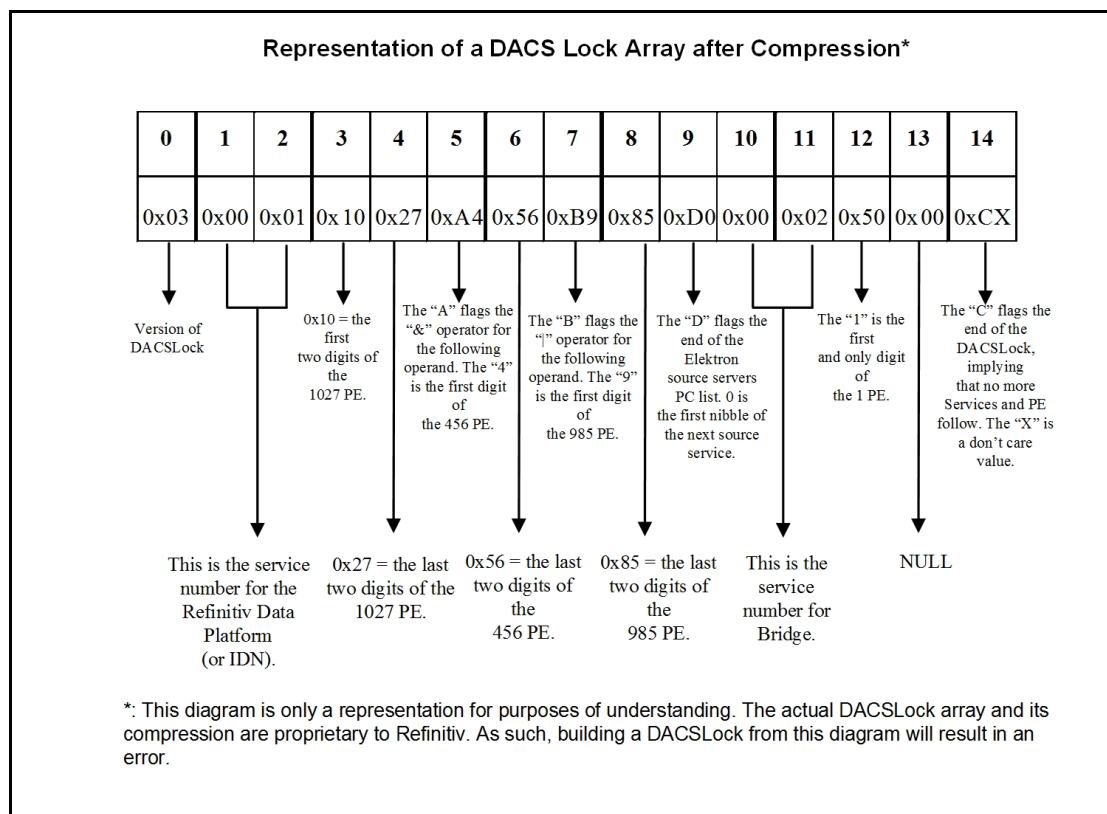 Representation of a DACS Lock Array after Compression*
0 1 2 3 4 5 6 7 8 9 10 11 12 13 14
0x03 0x00 0x01 0x10 0x27 0xA4 0x56 0xB9 0x85 0xD0 0x00 0x02 0x50 0x00 0xCX
Version of
DACSLock
0x10 = the
first
two digits of
the
1027 PE.
The “A” flags the
“&” operator for
the following
operand. The “4”
is the first digit
of
the 456 PE.
The “B” flags the
“|” operator for
the following
operand. The “9”
is the first digit
of
the 985 PE.
The “D” flags the
end of the
Elektron
source servers
PC list. 0 is
the first nibble of
the next source
service.
The “1” is the
first
and only digit
of
the 1 PE.
The “C” flags the
end of the
DACSLock,
implying
that no more
Services and PE
follow. The “X” is
a don’t care
value.
This is the service
number for the
Refinitiv Data
Platform
(or IDN).
0x27 = the last
two digits of the
1027 PE.
0x56 = the last
two digits of
the
456 PE.
0x85 = the last
two digits of
the
985 PE.
This is the
service
number for
Bridge.
NULL
*: This diagram is only a representation for purposes of understanding. The actual DACSLock array and its
compression are proprietary to Refinitiv. As such, building a DACSLock from this diagram will result in an
error.